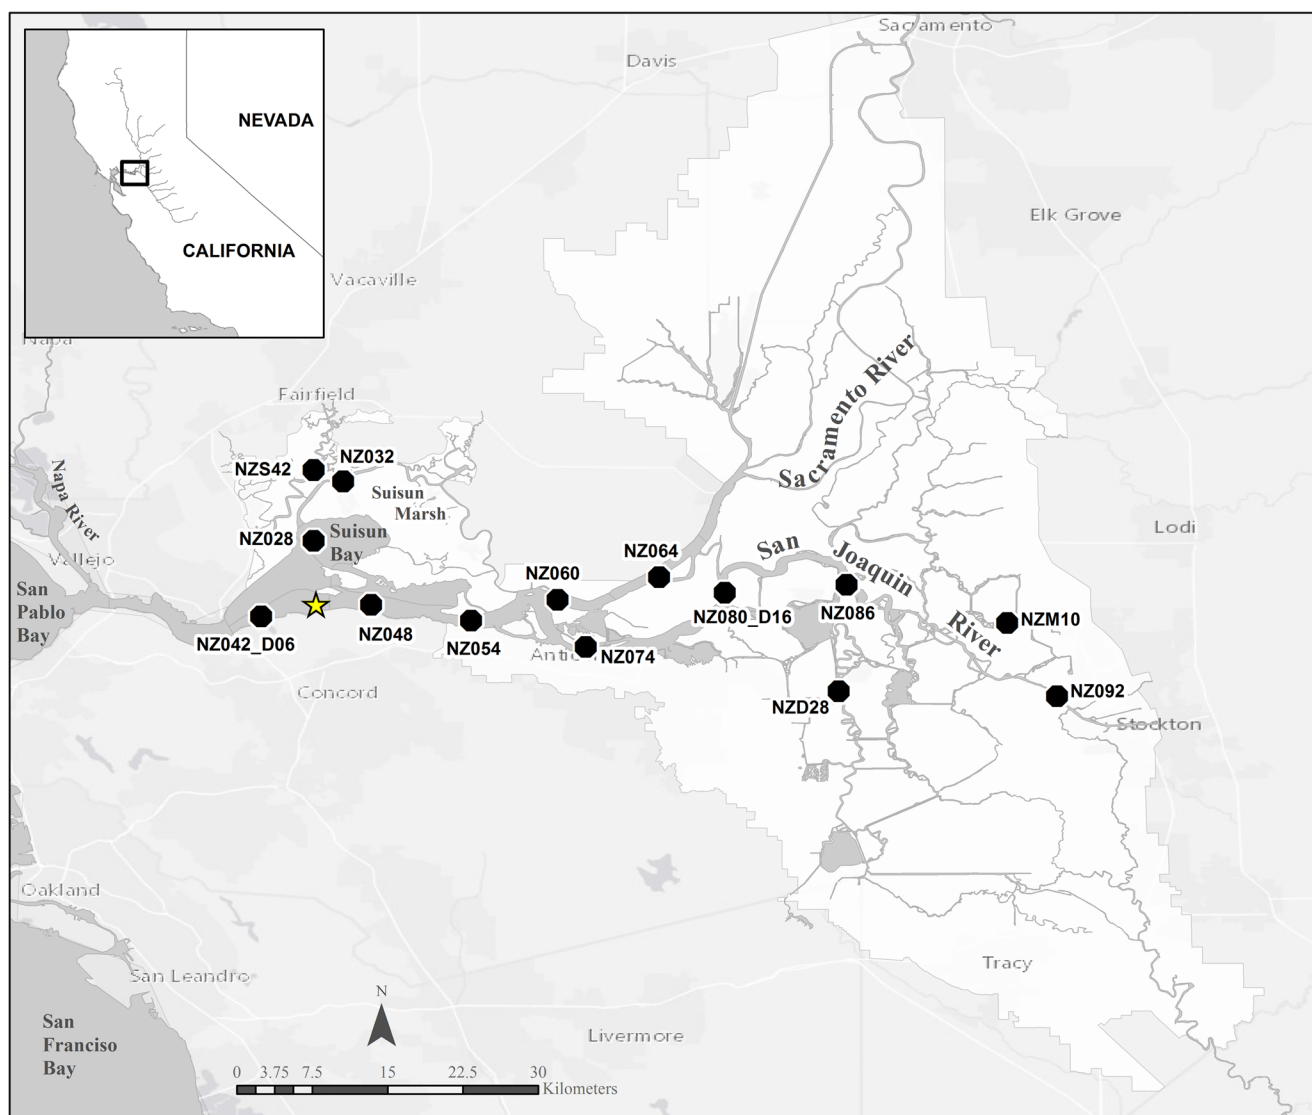 Sacramento
Davis
NEVADA
CALIFORNIA
Elk Grove
Vacaville
Napa
Fairfield
Sacramento River
NZS42
NZ032
Suisun
Marsh
Napa River
NZ028
Suisun
Bay
Lodi
Vallejo
San
Pablo
Bay
NZ064
San
Joaquin
River
NZ060
NZ080_D16
NZ086
NZM10
NZ042_D06
NZ048
NZ054
NZ074
Concord
NZD28
NZ092
Stockton
Oakland
San Leandro
Tracy
San
Franciso
Bay
N
Livermore
0 3.75 7.5 15 22.5 30
Kilometers